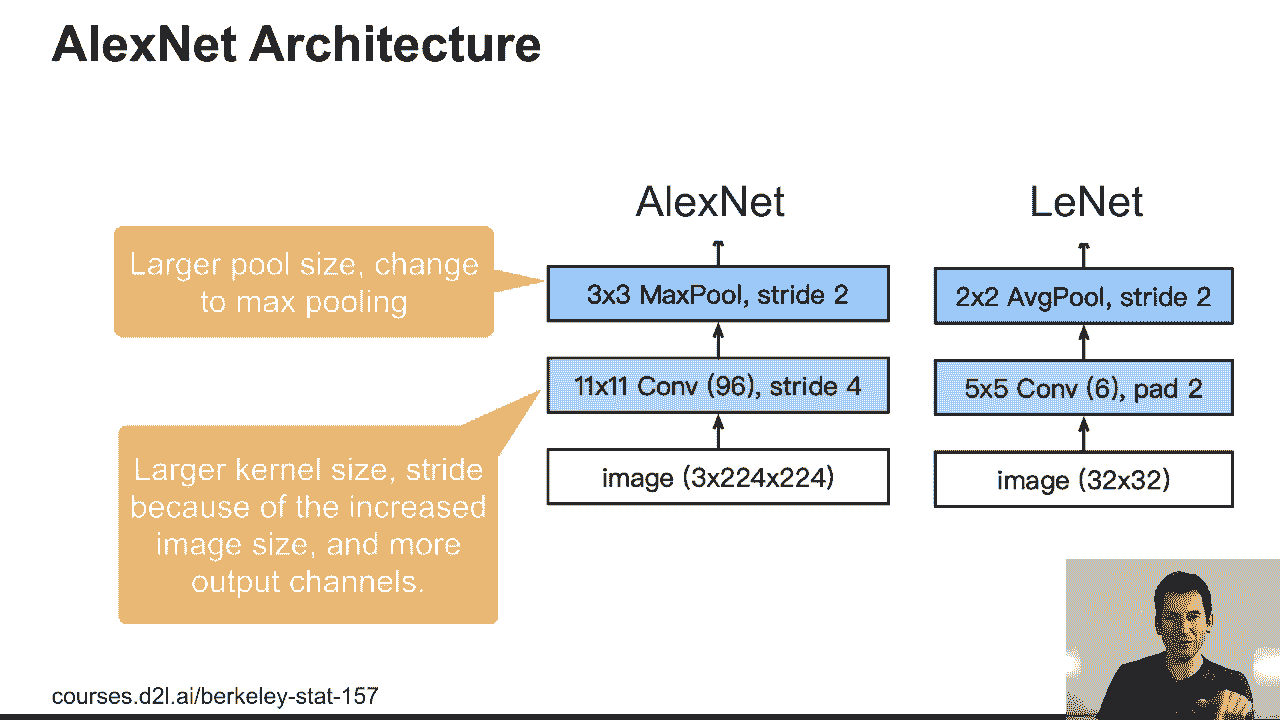 AlexNet Architecture
AlexNet
LeNet
Larger pool size, change
to max pooling
3x3 MaxPool, stride 2
2x2 AvgPool, stride 2
11x11 Conv (96), stride 4
5x5 Conv (6), pad 2
Larger kernel size, stride
because of the increased
image size, and more
output channels.
image (3x224x224)
image (32x32)
courses.d2l.ai/berkeley-stat-157